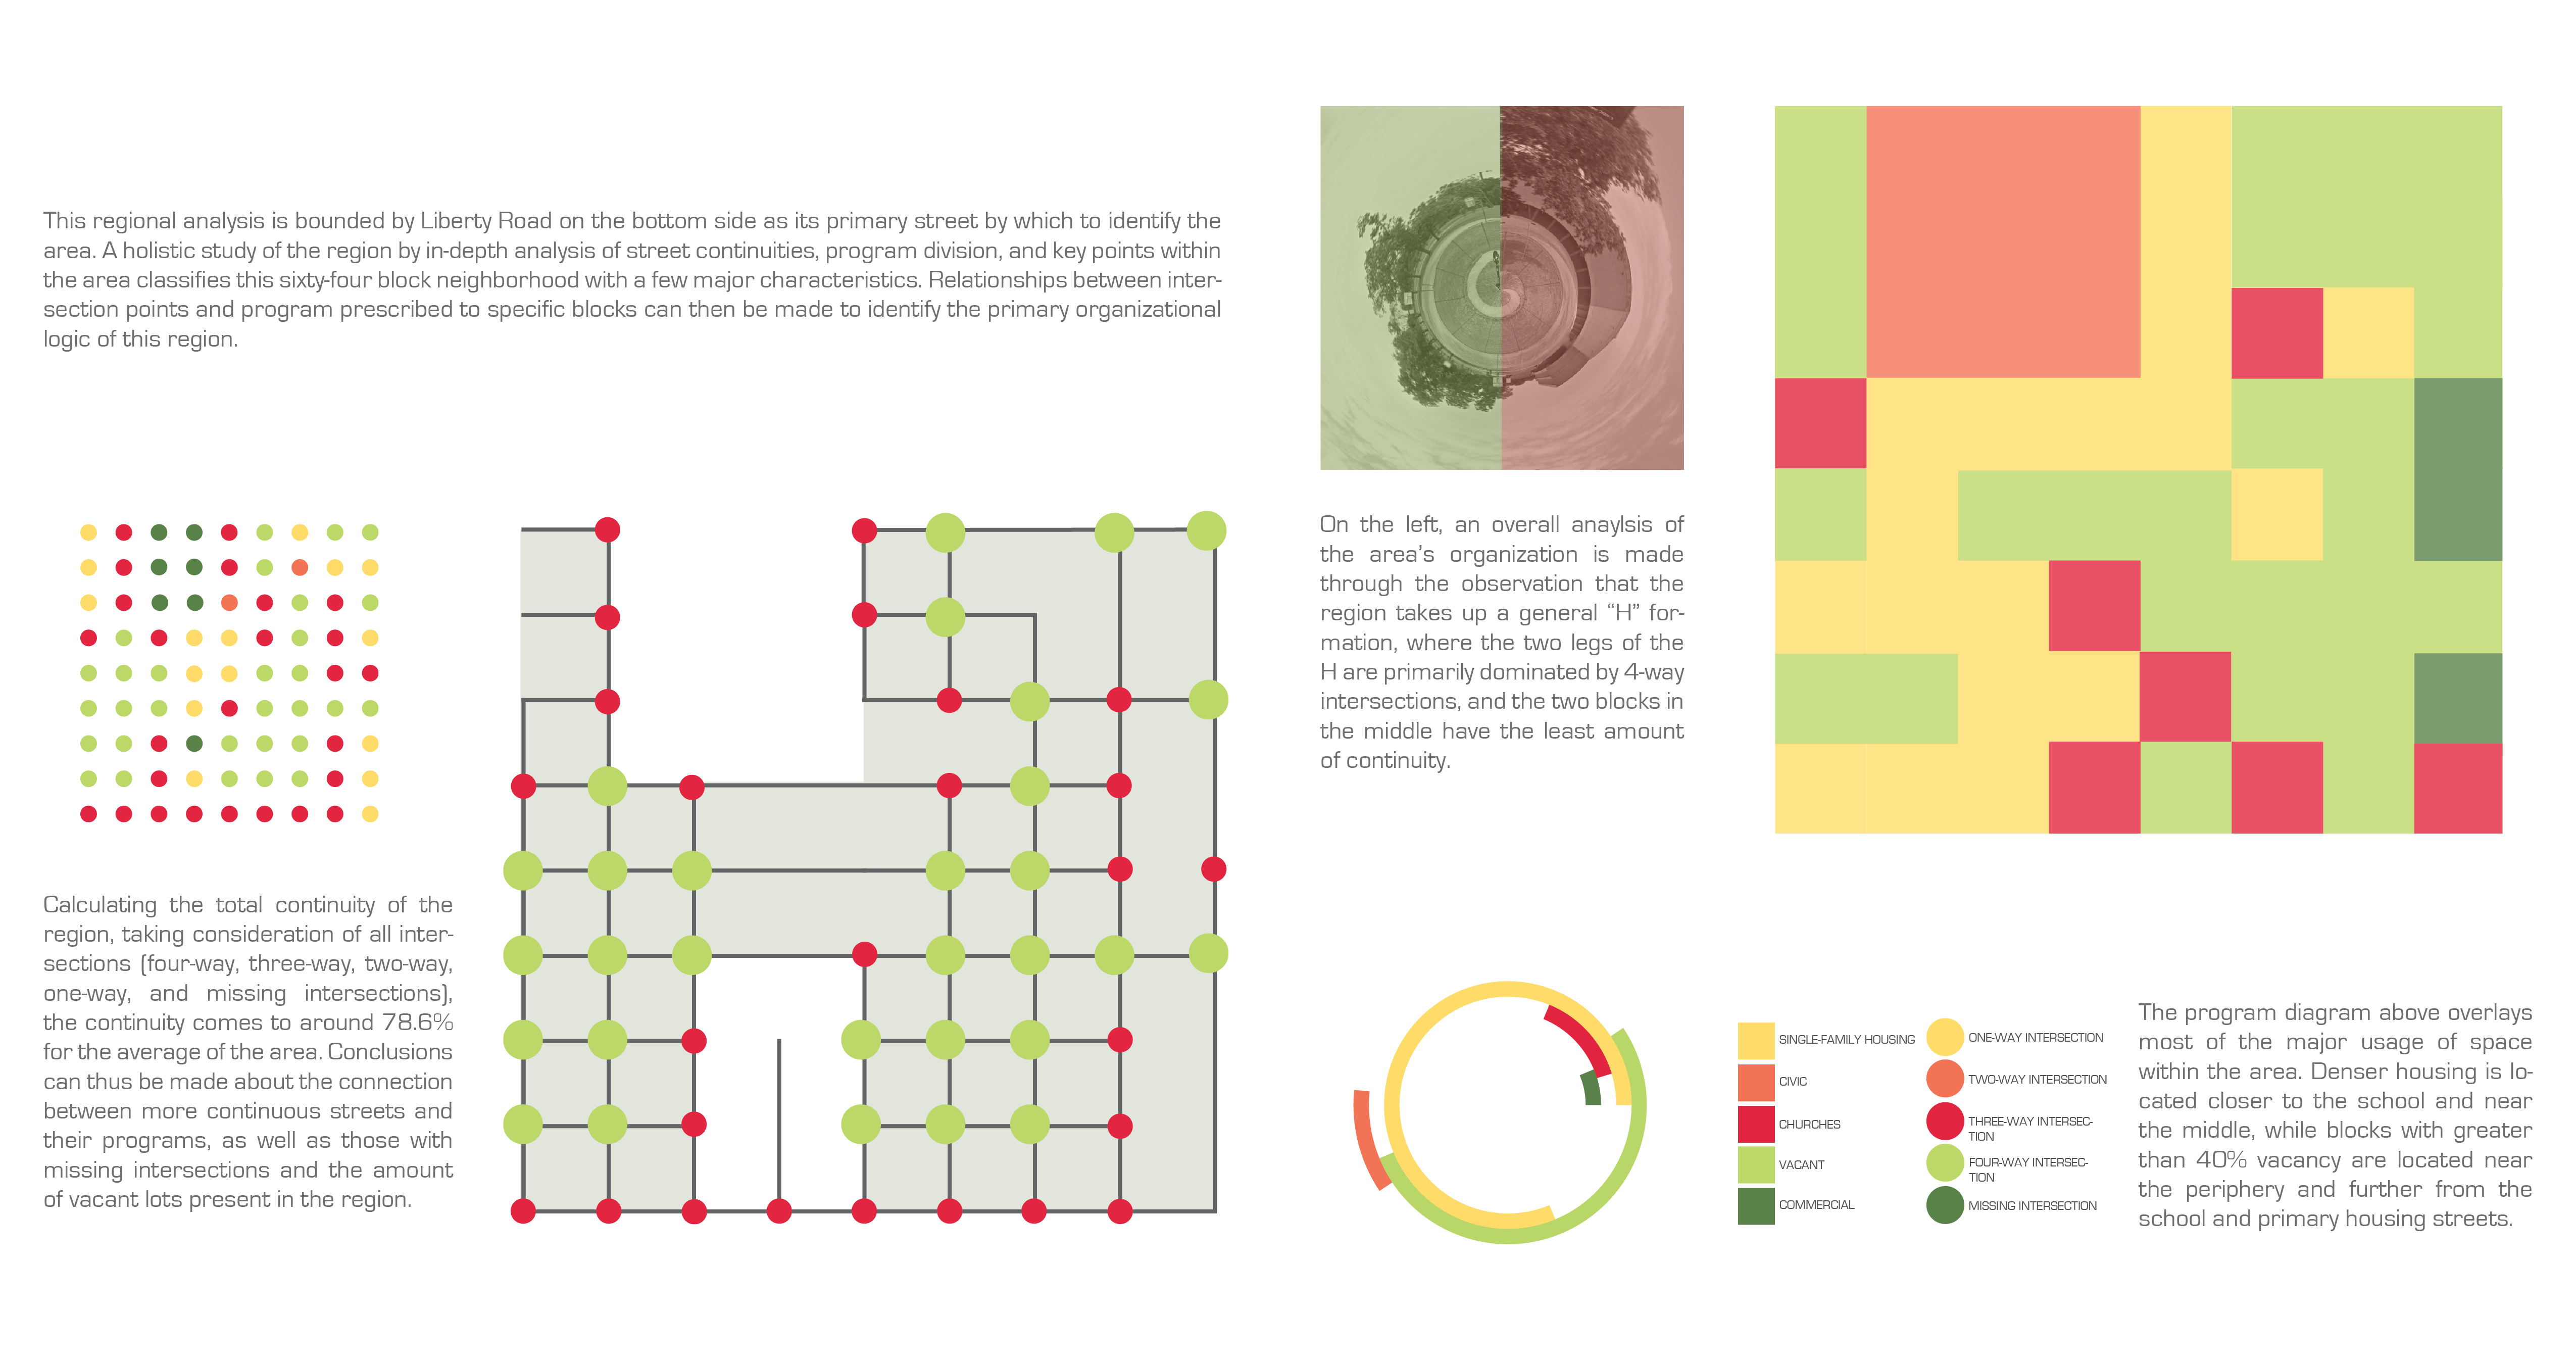 This regional analysis is bounded by Liberty Road on the bottom side as its primary street by which to identify the
area. A holistic study of the region by in-depth analysis of street continuities, program division, and key points within
the area classifies this sixty-four block neighborhood with a few major characteristics. Relationships between inter-
section points and program prescribed to specific blocks can then be made to identify the primary organizational
logic of this region.
Calculating the total continuity of the
region, taking consideration of all inter-
sections (four-way, three-way, two-way,
one-way, and missing intersections),
the continuity comes to around 78.6%
for the average of the area. Conclusions
can thus be made about the connection
between more continuous streets and
their programs, as well as those with
missing intersections and the amount
of vacant lots present in the region.
On the left, an overall anaylsis of
the area's organization is made
through the observation that the
region takes up a general “H” for-
mation, where the two legs of the
H are primarily dominated by 4-way
intersections, and the two blocks in
the middle have the least amount
of continuity.
SINGLE-FAMILY HOUSING
CIVIC
CHURCHES
VACANT
COMMERCIAL
ONE-WAY INTERSECTION
TWO-WAY INTERSECTION
THREE-WAY INTERSEC-
TION
FOUR-WAY INTERSEC-
TION
MISSING INTERSECTION
The program diagram above overlays
most of the major usage of space
within the area. Denser housing is lo-
cated closer to the school and near
the middle, while blocks with greater
than 40% vacancy are located near
the periphery and further from the
school and primary housing streets.